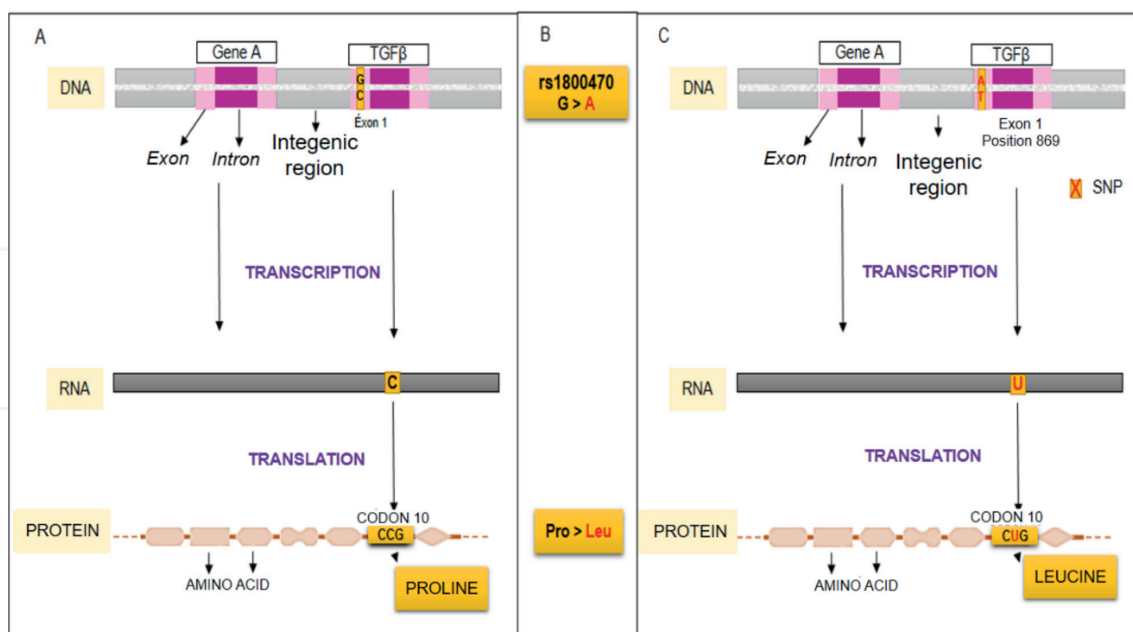 A
Gene A
TGFβ
DNA
G
C
Éxon 1
Exon
Intron
Integenic
region
TRANSCRIPTION
RNA
C
TRANSLATION
CODON 10
PROTEIN
CCG
AMINO ACID
PROLINE
B
rs1800470
G > A
Pro > Leu
C
Gene A
TGFβ
DNA
A
T
Exon 1
Position 869
Exon
Intron
Integenic
region
SNP
TRANSCRIPTION
RNA
U
TRANSLATION
CODON 10
PROTEIN
CUG
AMINO ACID
LEUCINE